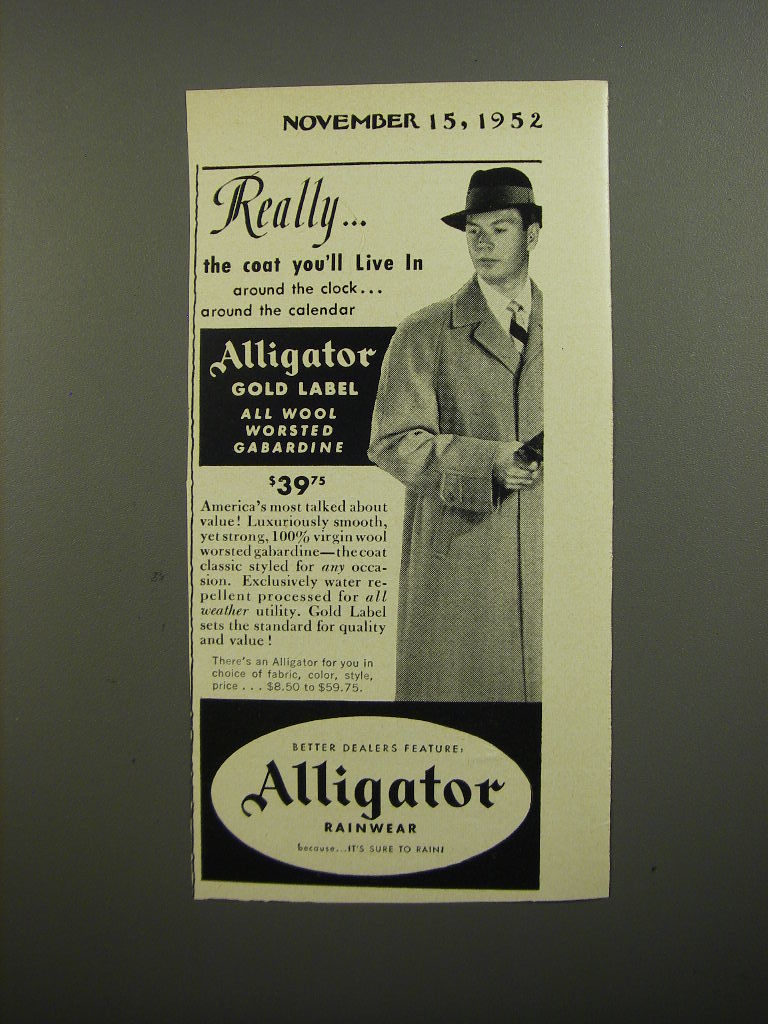 NOVEMBER 15, 1952
Really...
the coat you'll Live In
around the clock...
around the calendar
Alligator
GOLD LABEL
ALL WOOL
WORSTED
GABARDINE
$39.75
America's most talked about
value! Luxuriously smooth,
yet strong, 100% virgin wool
worsted gabardine—the coat
classic styled for any occa-
sion. Exclusively water re-
pellent processed for all
weather utility. Gold Label
sets the standard for quality
and value!
There's an Alligator for you in
choice of fabric, color, style,
price . . . $8.50 to $59.75.
BETTER DEALERS FEATURE:
Alligator
RAINWEAR
because...IT'S SURE TO RAIN!